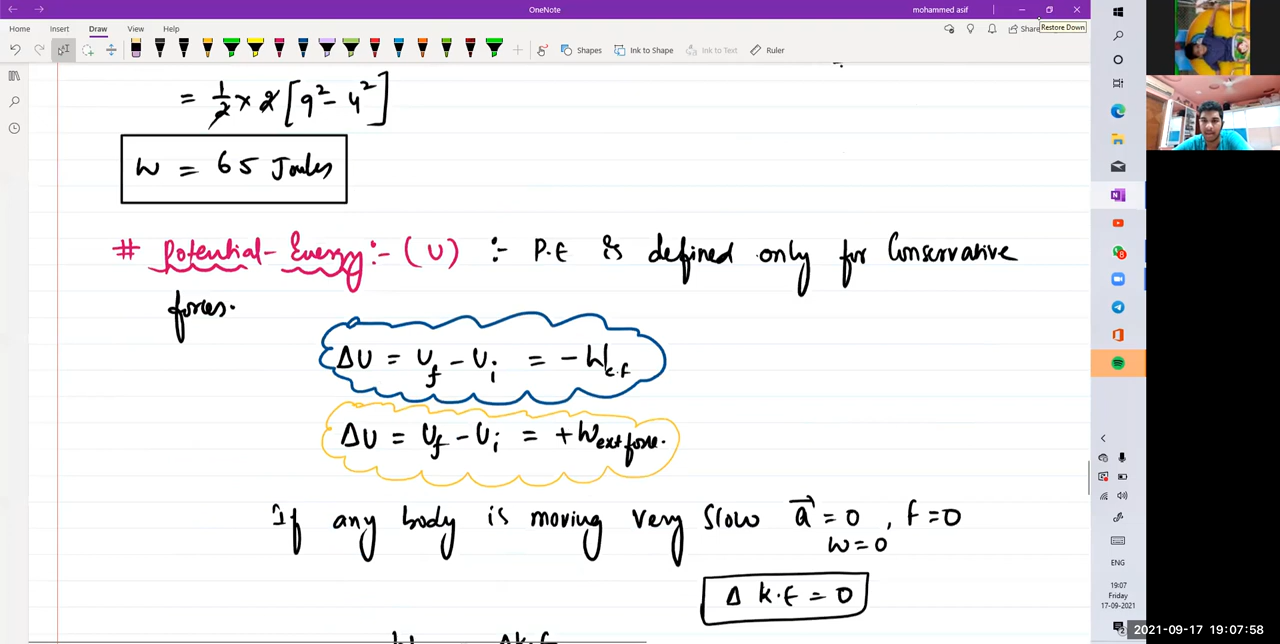 OneNote
mohammed asif
Restore Down
Home Insert Draw View Help
Share
Shapes Ink to Shape Ink to Text Ruler
= 1/2 × 2 [9² – 4²]
W = 65 Joules
# Potential-Energy:- (U) :- P.E is defined only for Conservative
forces.
ΔU = Uf – Ui = – Wc.f
ΔU = Uf – Ui = + Wext force.
If any body is moving very slow a⃗ = 0 , F = 0
W = 0
Δ K.E = 0
ΔK.E
ENG
19:07
Friday
17-09-2021
2021-09-17 19:07:58